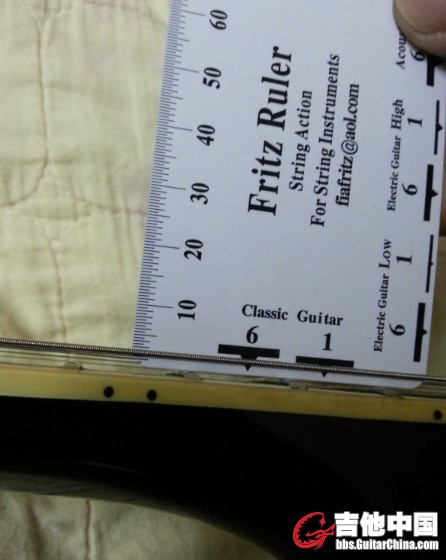 60
50
40
30
20
10
Fritz Ruler
String Action
For String Instruments
fiafritz@aol.com
Classic Guitar
6 1
Electric Guitar Low
6 1
Electric Guitar High
6 1
6
吉他中国
bbs.GuitarChina.com